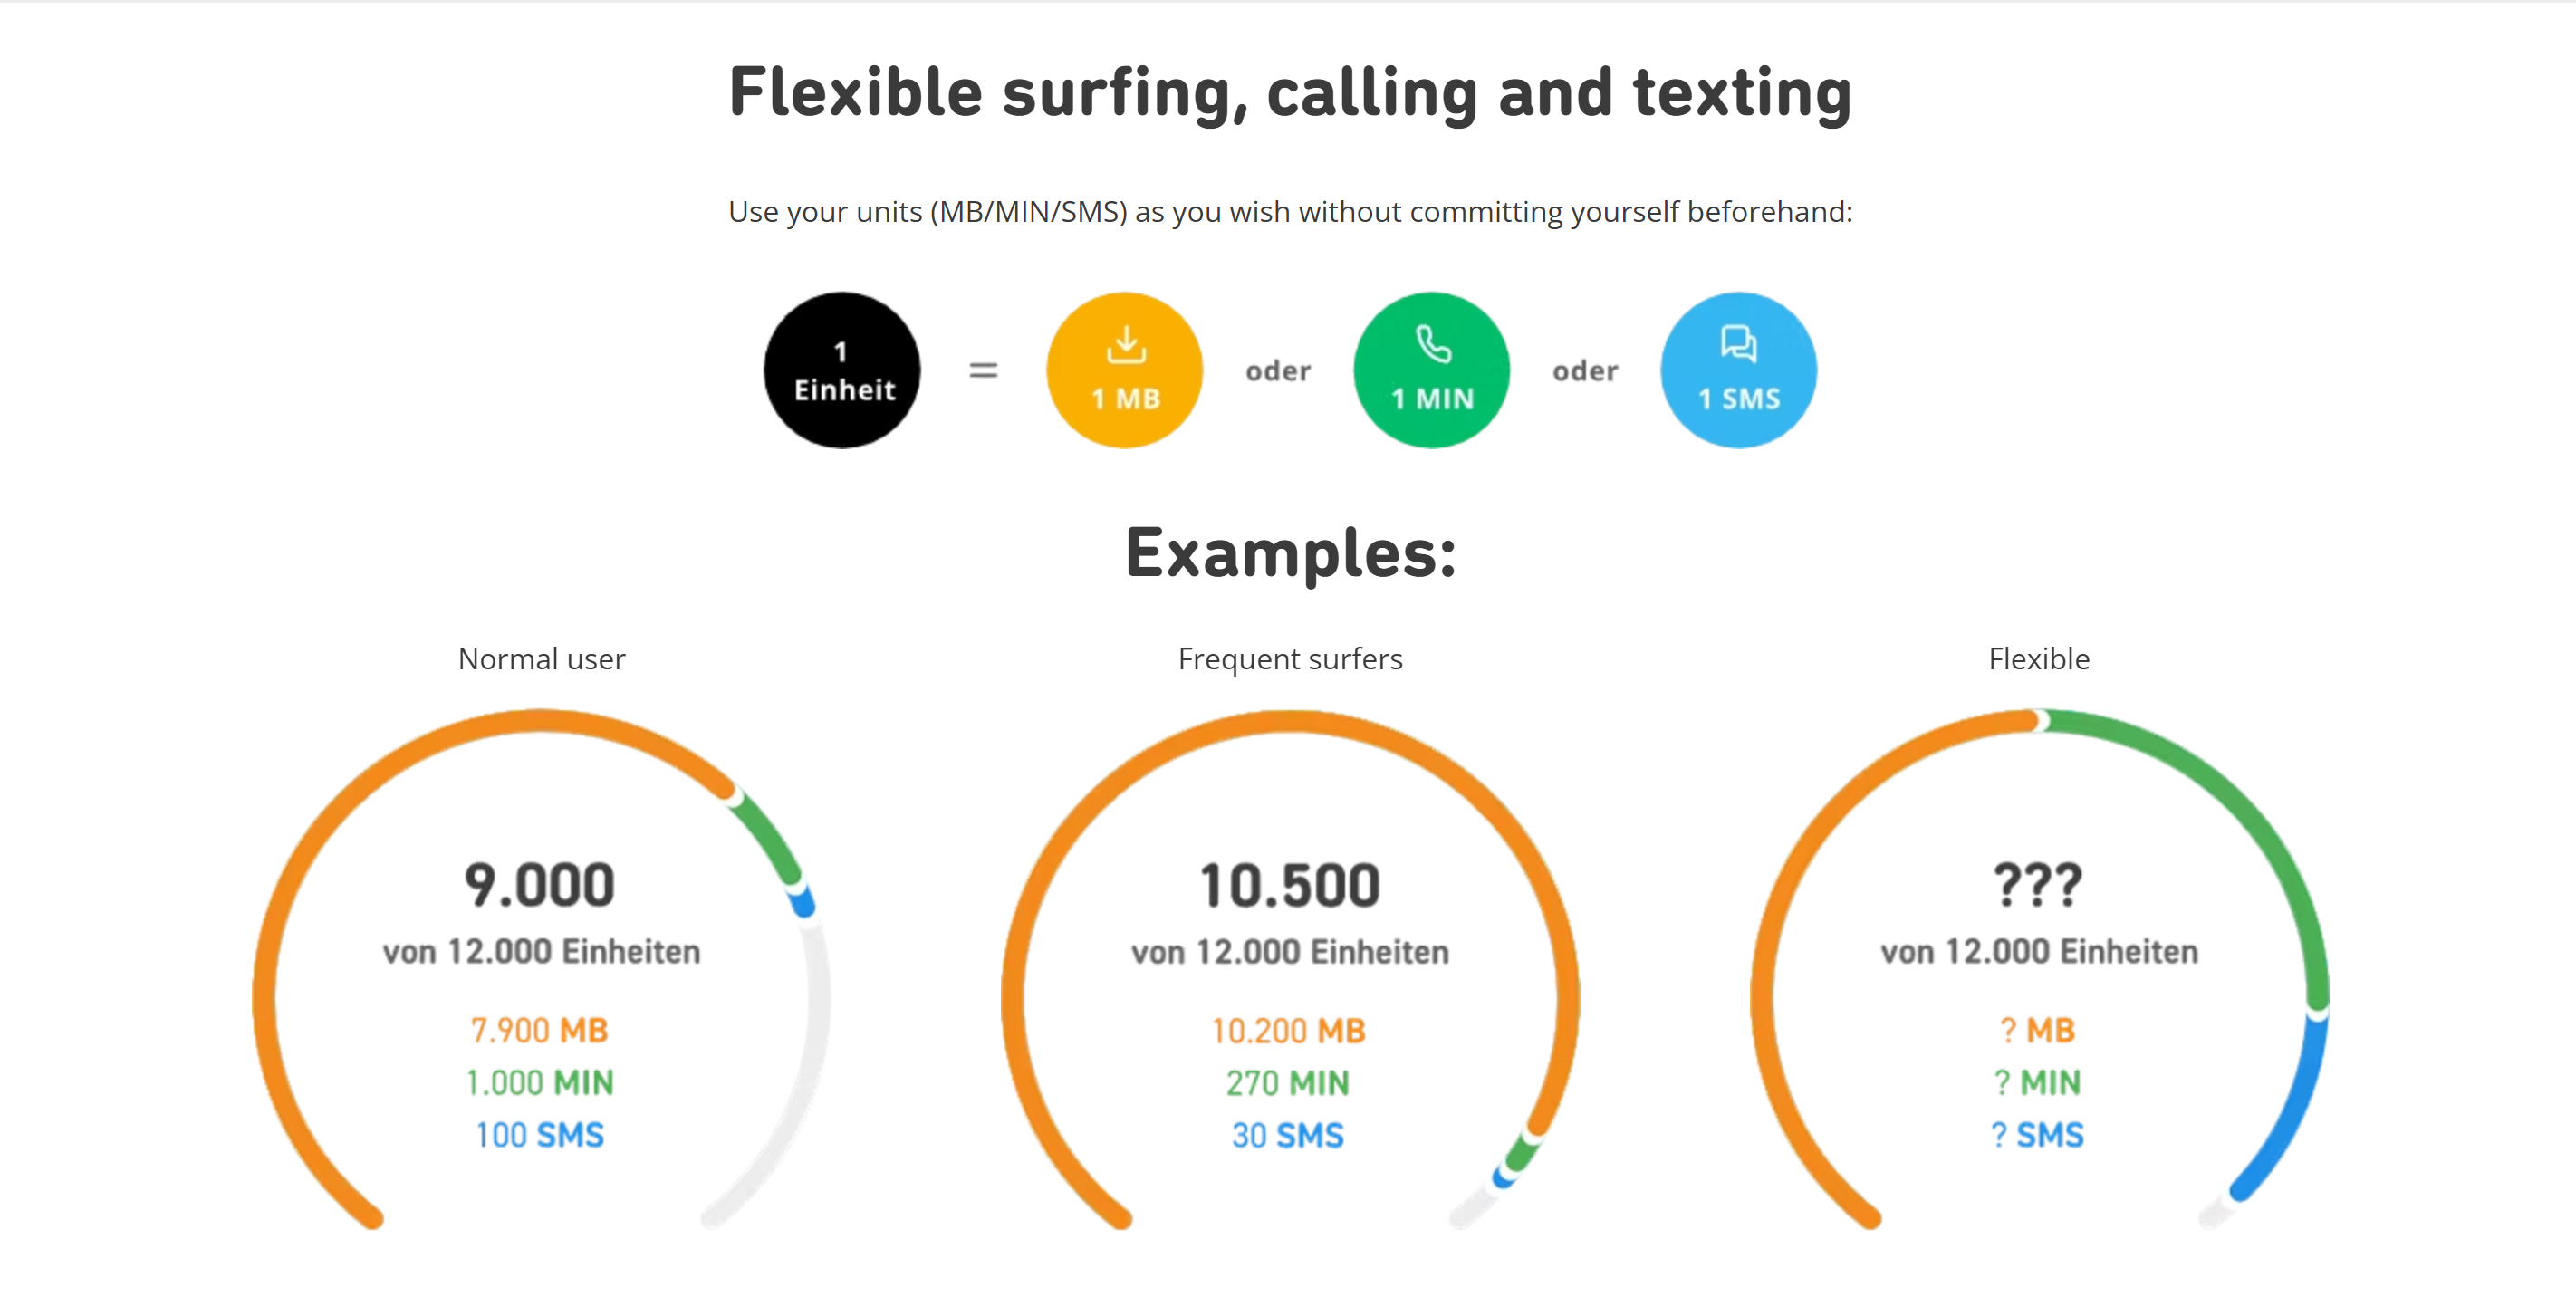 Flexible surfing, calling and texting
Use your units (MB/MIN/SMS) as you wish without committing yourself beforehand:
1
Einheit
=
1 MB
oder
1 MIN
oder
1 SMS
Examples:
Normal user
9.000
von 12.000 Einheiten
7.900 MB
1.000 MIN
100 SMS
Frequent surfers
10.500
von 12.000 Einheiten
10.200 MB
270 MIN
30 SMS
Flexible
???
von 12.000 Einheiten
? MB
? MIN
? SMS